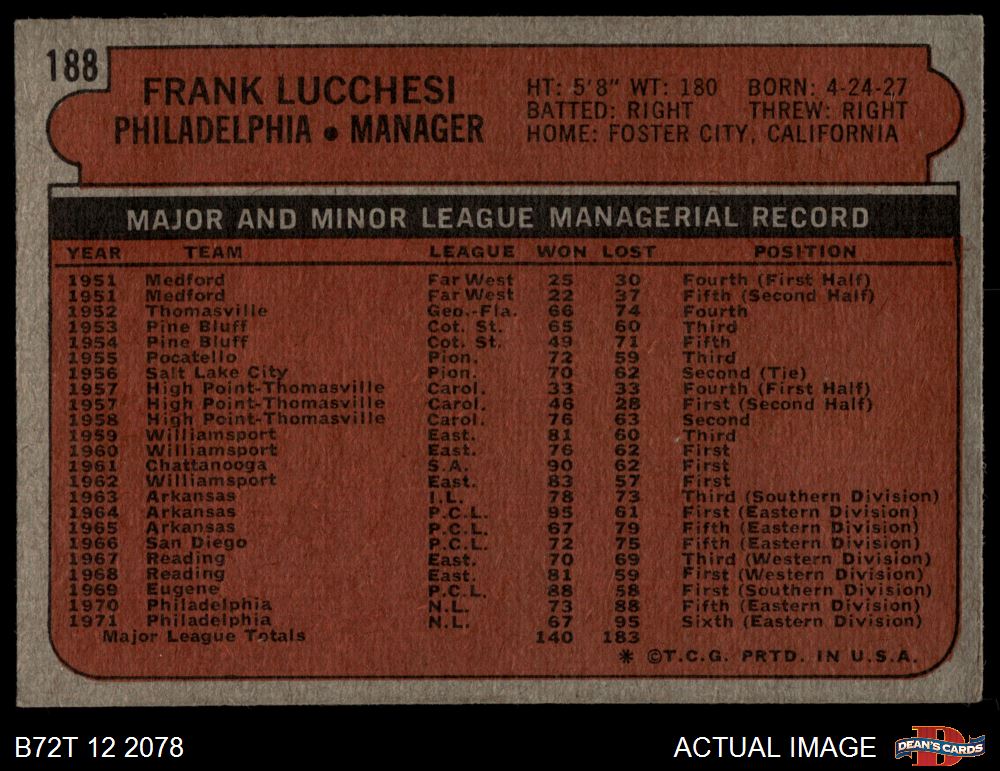 188
FRANK LUCCHESI
PHILADELPHIA • MANAGER
HT: 5'8" WT: 180 BORN: 4-24-27
BATTED: RIGHT THREW: RIGHT
HOME: FOSTER CITY, CALIFORNIA
MAJOR AND MINOR LEAGUE MANAGERIAL RECORD
YEAR TEAM LEAGUE WON LOST POSITION
1951 Medford Far West 25 30 Fourth (First Half)
1951 Medford Far West 22 37 Fifth (Second Half)
1952 Thomasville Geo.-Fla. 66 74 Fourth
1953 Pine Bluff Cot. St. 65 60 Third
1954 Pine Bluff Cot. St. 49 71 Fifth
1955 Pocatello Pion. 72 59 Third
1956 Salt Lake City Pion. 70 62 Second (Tie)
1957 High Point-Thomasville Carol. 33 33 Fourth (First Half)
1957 High Point-Thomasville Carol. 46 28 First (Second Half)
1958 High Point-Thomasville Carol. 76 63 Second
1959 Williamsport East. 81 60 Third
1960 Williamsport East. 76 62 First
1961 Chattanooga S.A. 90 62 First
1962 Williamsport East. 83 57 First
1963 Arkansas I.L. 78 73 Third (Southern Division)
1964 Arkansas P.C.L. 95 61 First (Eastern Division)
1965 Arkansas P.C.L. 67 79 Fifth (Eastern Division)
1966 San Diego P.C.L. 72 75 Fifth (Eastern Division)
1967 Reading East. 70 69 Third (Western Division)
1968 Reading East. 81 59 First (Western Division)
1969 Eugene P.C.L. 88 58 First (Southern Division)
1970 Philadelphia N.L. 73 88 Fifth (Eastern Division)
1971 Philadelphia N.L. 67 95 Sixth (Eastern Division)
Major League Totals 140 183
* ©T.C.G. PRTD. IN U.S.A.
B72T 12 2078
ACTUAL IMAGE
D
DEAN'S CARDS